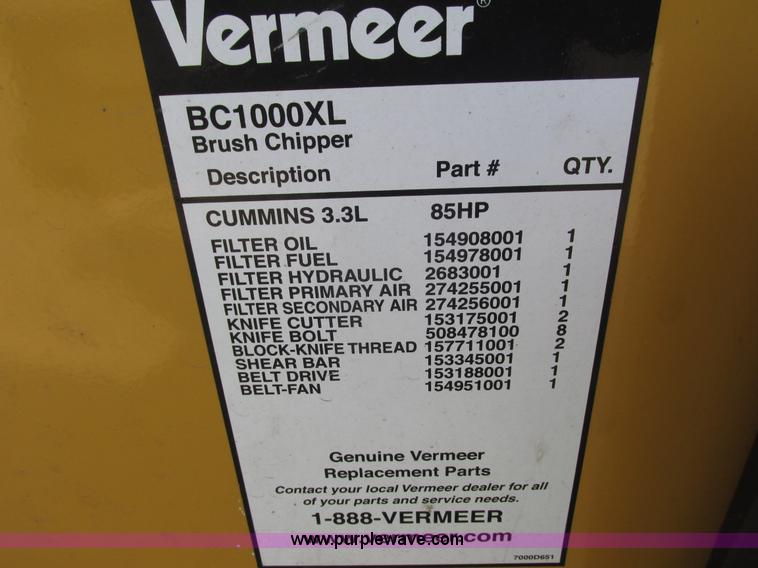 Vermeer®
BC1000XL
Brush Chipper
Description Part # QTY.
CUMMINS 3.3L 85HP
FILTER OIL 154908001 1
FILTER FUEL 154978001 1
FILTER HYDRAULIC 2683001 1
FILTER PRIMARY AIR 274255001 1
FILTER SECONDARY AIR 274256001 1
KNIFE CUTTER 153175001 2
KNIFE BOLT 508478100 8
BLOCK-KNIFE THREAD 157711001 2
SHEAR BAR 153345001 1
BELT DRIVE 153188001 1
BELT-FAN 154951001 1
Genuine Vermeer
Replacement Parts
Contact your local Vermeer dealer for all
of your parts and service needs.
1-888-VERMEER
www.purplewave.com
7000D651